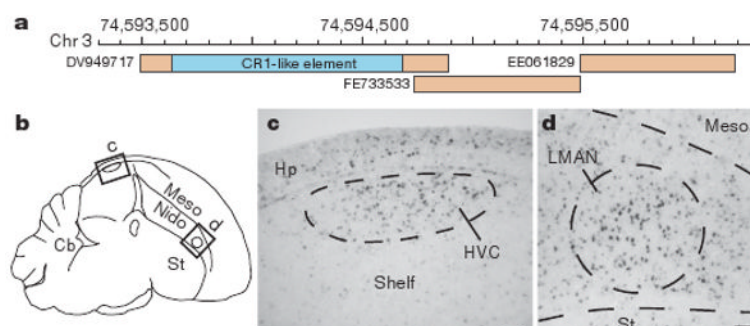 a
74,593,500 74,594,500 74,595,500
Chr 3
DV949717 CR1-like element EE061829
FE733533
b c d
c Meso
LMAN
Hp
Meso
Nido d
Cb HVC
St Shelf
St